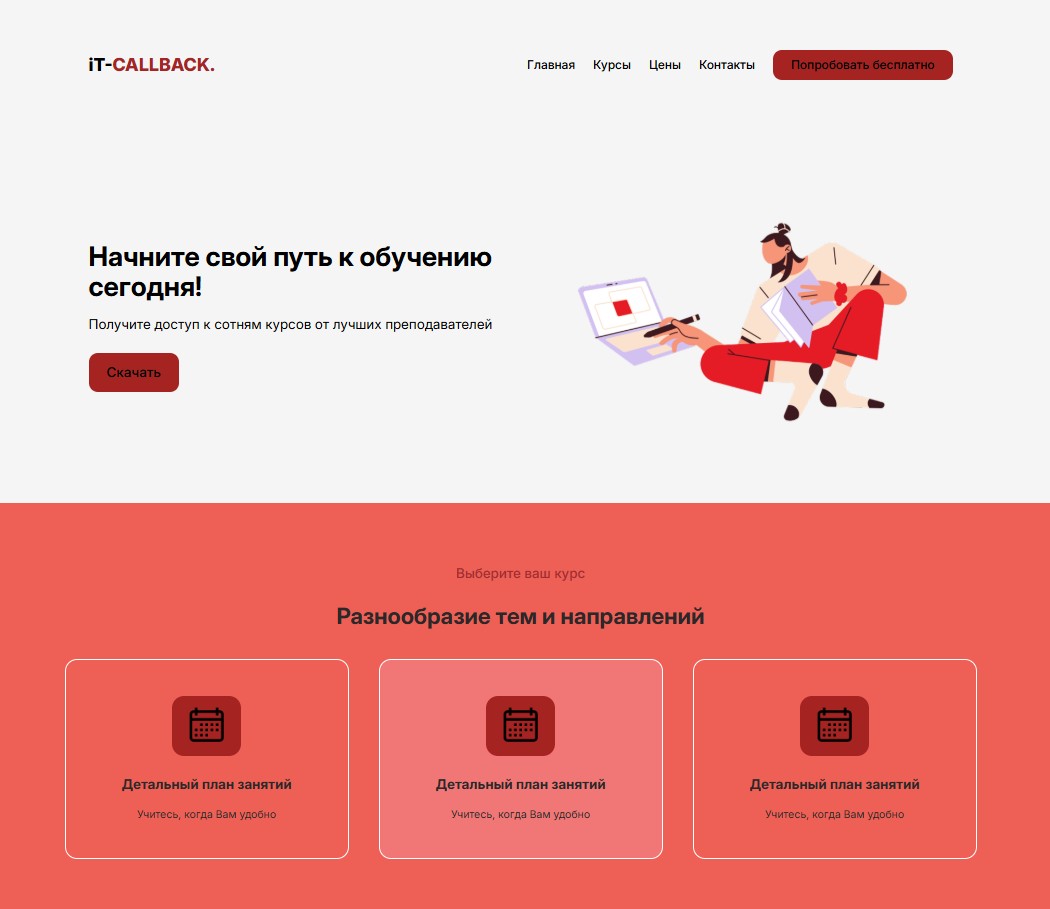 iT-CALLBACK.
Главная Курсы Цены Контакты Попробовать бесплатно
Начните свой путь к обучению
сегодня!
Получите доступ к сотням курсов от лучших преподавателей
Скачать
Выберите ваш курс
Разнообразие тем и направлений
Детальный план занятий
Учитесь, когда Вам удобно
Детальный план занятий
Учитесь, когда Вам удобно
Детальный план занятий
Учитесь, когда Вам удобно